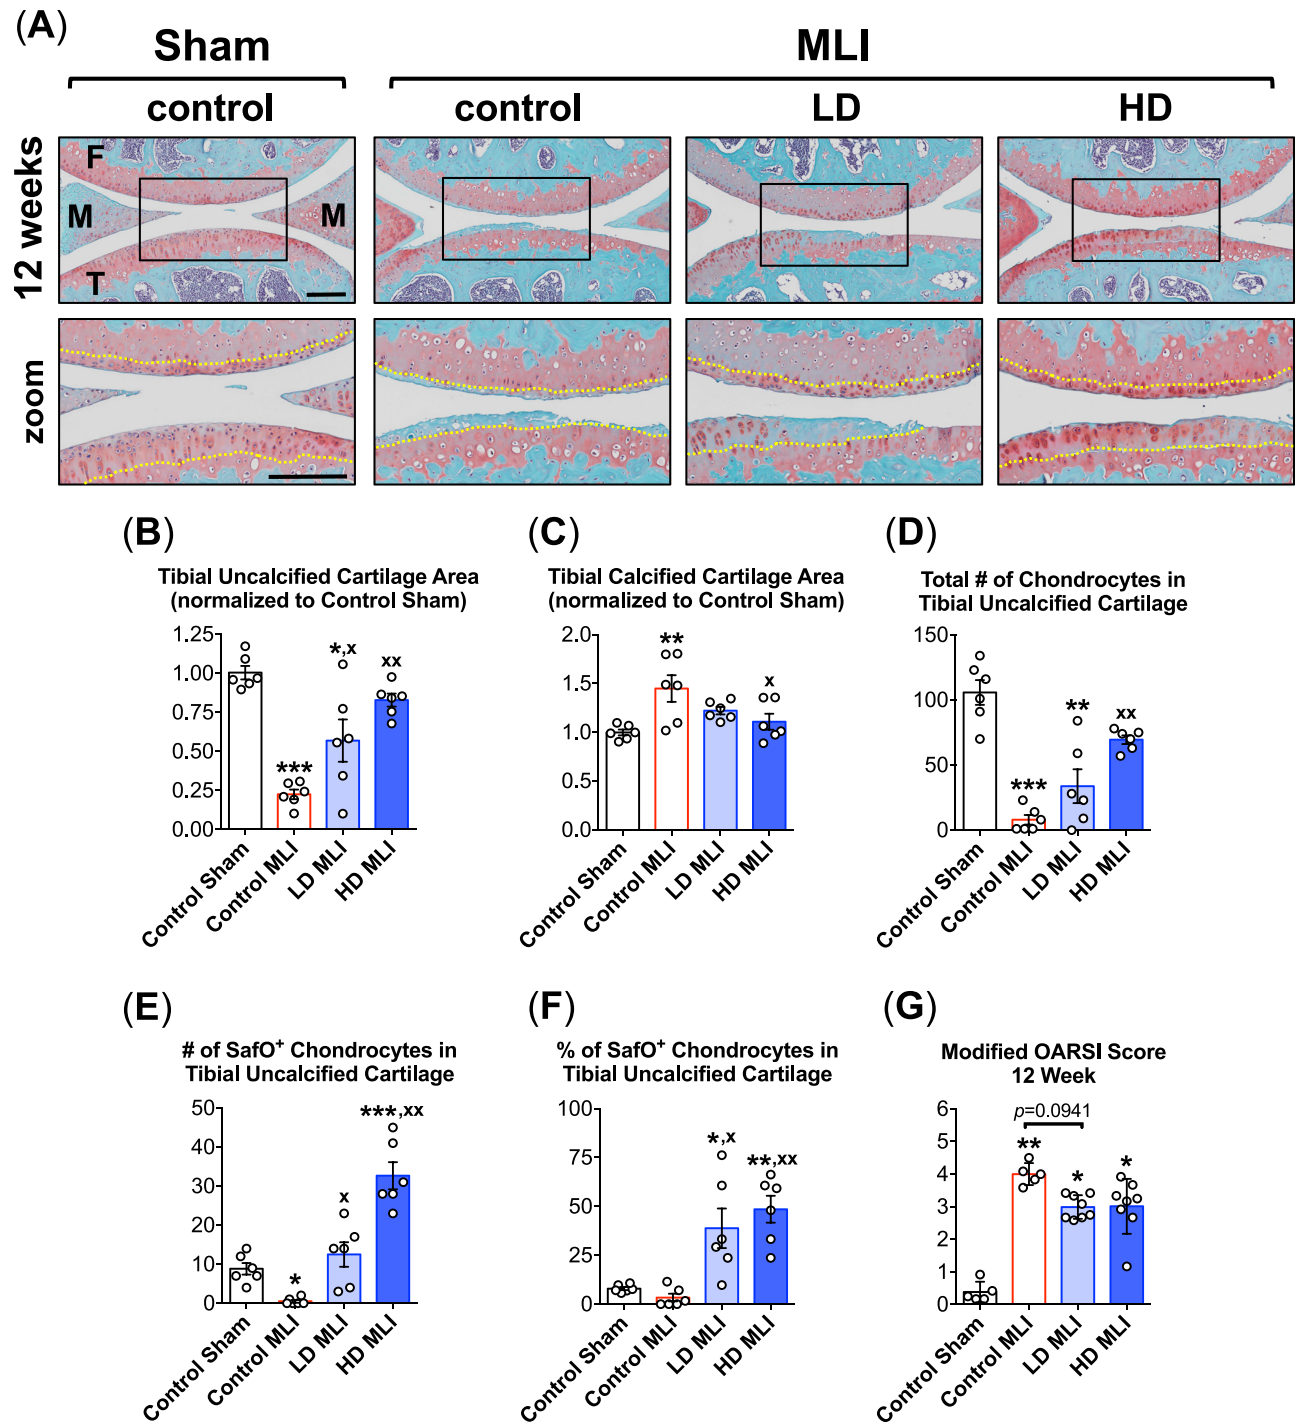 (A)
Sham
MLI
control
control
LD
HD
12 weeks
F
M
M
T
zoom
(B)
Tibial Uncalcified Cartilage Area
(normalized to Control Sham)
1.25
1.00
0.75
0.50
0.25
0.00
***
*,x
xx
Control Sham
Control MLI
LD MLI
HD MLI
(C)
Tibial Calcified Cartilage Area
(normalized to Control Sham)
2.0
1.5
1.0
0.5
0.0
**
x
Control Sham
Control MLI
LD MLI
HD MLI
(D)
Total # of Chondrocytes in
Tibial Uncalcified Cartilage
150
100
50
0
***
**
xx
Control Sham
Control MLI
LD MLI
HD MLI
(E)
# of SafO⁺ Chondrocytes in
Tibial Uncalcified Cartilage
50
40
30
20
10
0
*
x
***,xx
Control Sham
Control MLI
LD MLI
HD MLI
(F)
% of SafO⁺ Chondrocytes in
Tibial Uncalcified Cartilage
100
75
50
25
0
*,x
**,xx
Control Sham
Control MLI
LD MLI
HD MLI
(G)
Modified OARSI Score
12 Week
6
5
4
3
2
1
0
p=0.0941
**
*
*
Control Sham
Control MLI
LD MLI
HD MLI